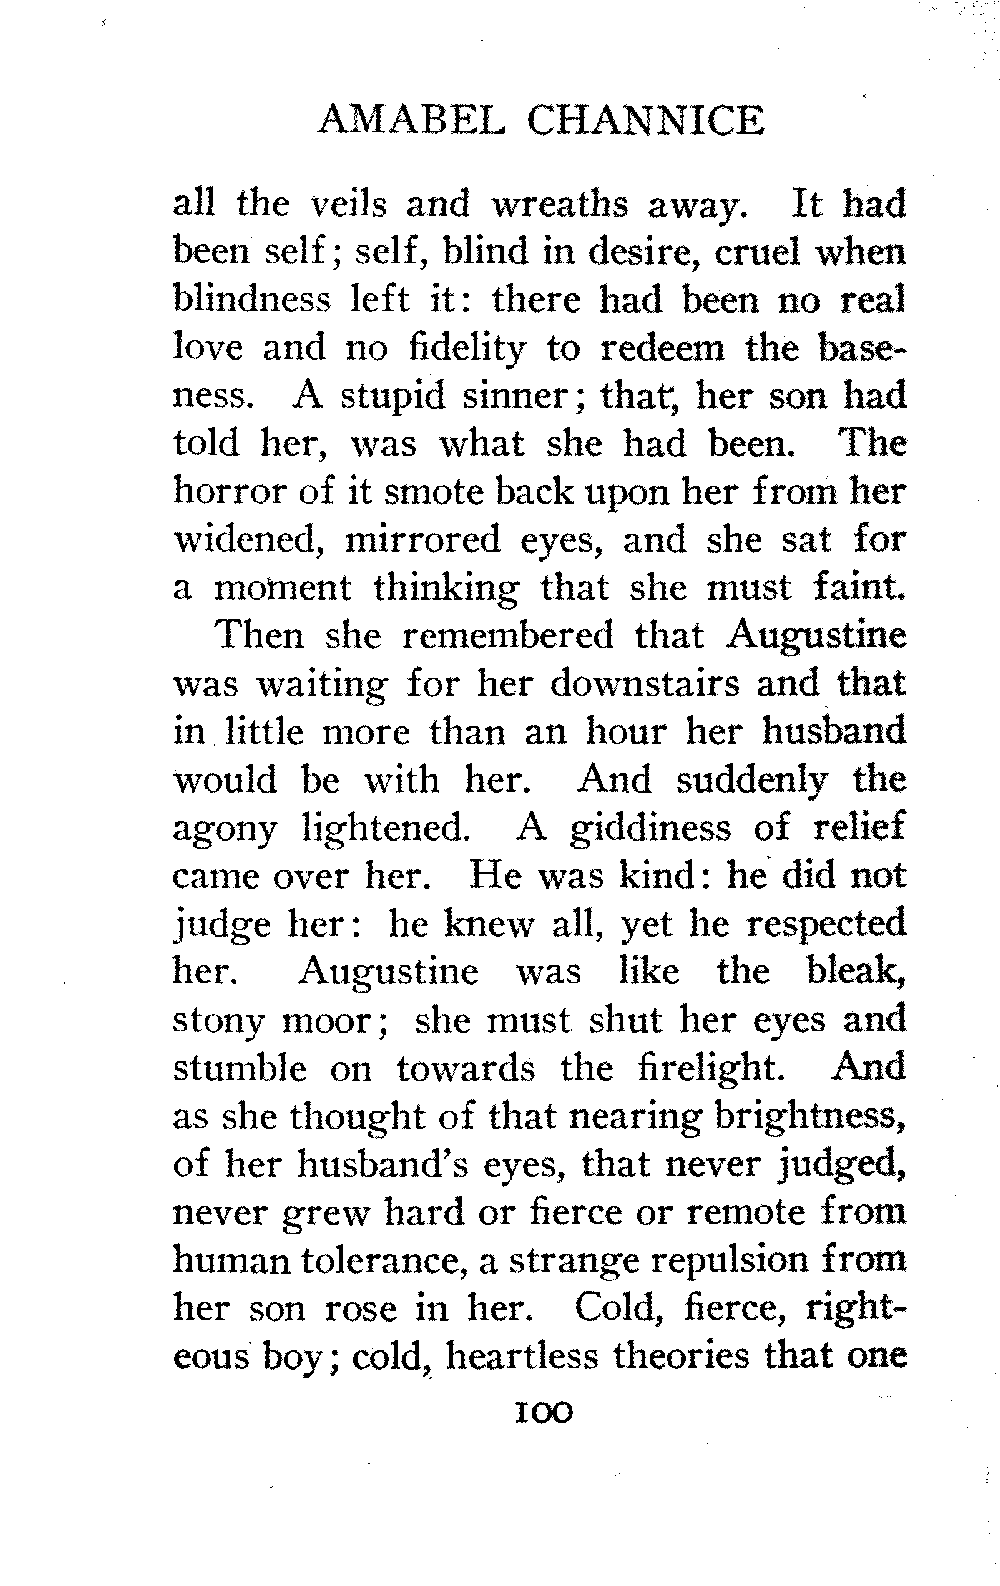 AMABEL CHANNICE
all the veils and wreaths away. It had
been self; self, blind in desire, cruel when
blindness left it: there had been no real
love and no fidelity to redeem the base-
ness. A stupid sinner; that, her son had
told her, was what she had been. The
horror of it smote back upon her from her
widened, mirrored eyes, and she sat for
a moment thinking that she must faint.
Then she remembered that Augustine
was waiting for her downstairs and that
in little more than an hour her husband
would be with her. And suddenly the
agony lightened. A giddiness of relief
came over her. He was kind: he did not
judge her: he knew all, yet he respected
her. Augustine was like the bleak,
stony moor; she must shut her eyes and
stumble on towards the firelight. And
as she thought of that nearing brightness,
of her husband's eyes, that never judged,
never grew hard or fierce or remote from
human tolerance, a strange repulsion from
her son rose in her. Cold, fierce, right-
eous boy; cold, heartless theories that one
100